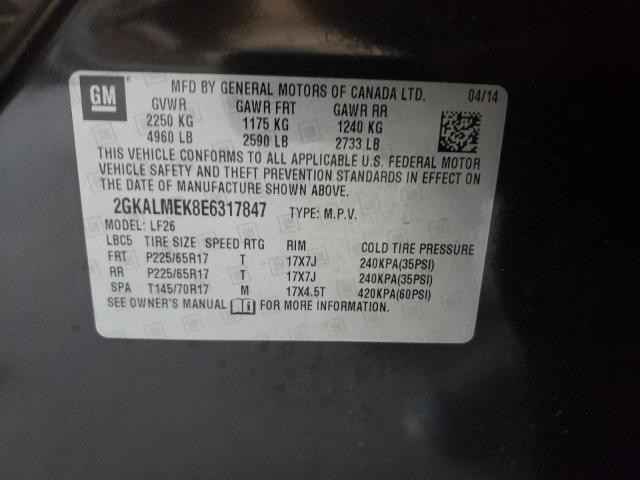 GM
MFD BY GENERAL MOTORS OF CANADA LTD. 04/14
GVWR GAWR FRT GAWR RR
2250 KG 1175 KG 1240 KG
4960 LB 2590 LB 2733 LB
THIS VEHICLE CONFORMS TO ALL APPLICABLE U.S. FEDERAL MOTOR
VEHICLE SAFETY AND THEFT PREVENTION STANDARDS IN EFFECT ON
THE DATE OF MANUFACTURE SHOWN ABOVE.
2GKALMEK8E6317847 TYPE: M.P.V.
MODEL: LF26
LBC5 TIRE SIZE SPEED RTG RIM COLD TIRE PRESSURE
FRT P225/65R17 T 17X7J 240KPA(35PSI)
RR P225/65R17 T 17X7J 240KPA(35PSI)
SPA T145/70R17 M 17X4.5T 420KPA(60PSI)
SEE OWNER'S MANUAL FOR MORE INFORMATION.